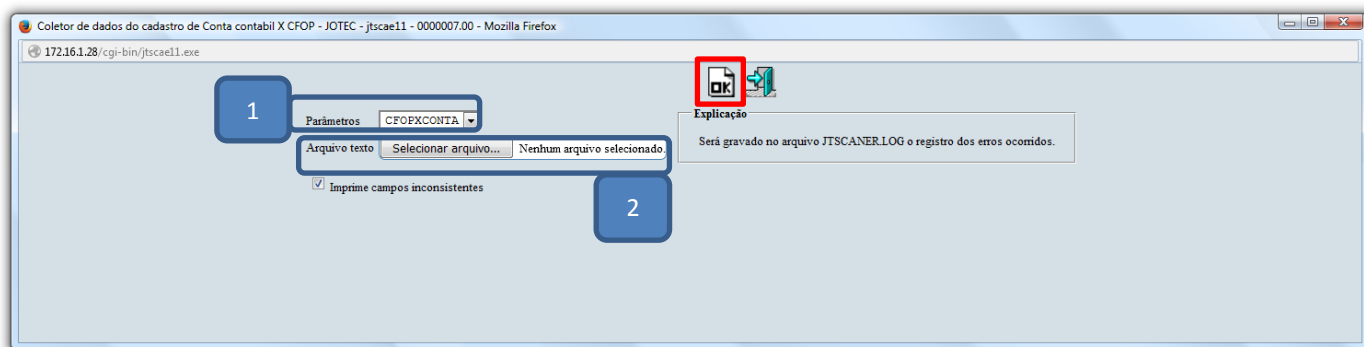 Coletor de dados do cadastro de Conta contabil X CFOP - JOTEC - jtscae11 - 0000007.00 - Mozilla Firefox
172.16.1.28/cgi-bin/jtscae11.exe
OK
1
Parâmetros CFOPXCONTA
Explicação
Arquivo texto Selecionar arquivo... Nenhum arquivo selecionado.
Será gravado no arquivo JTSCANER.LOG o registro dos erros ocorridos.
Imprime campos inconsistentes
2